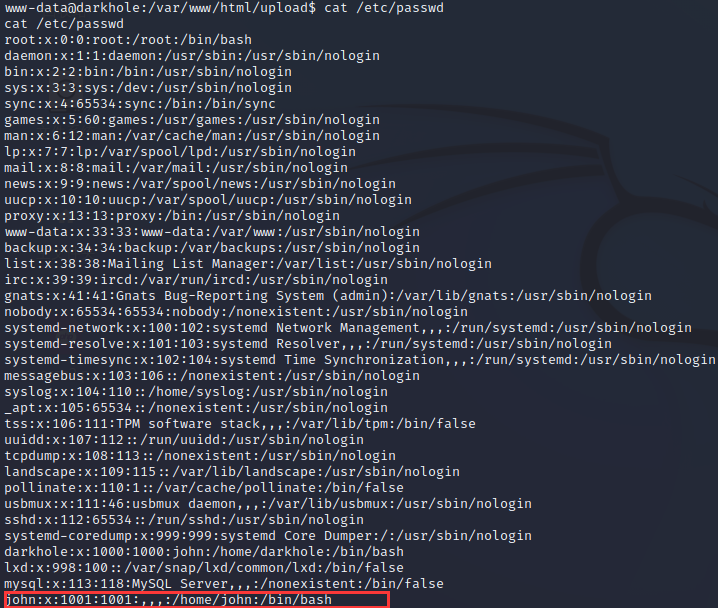 www-data@darkhole:/var/www/html/upload$ cat /etc/passwd
cat /etc/passwd
root:x:0:0:root:/root:/bin/bash
daemon:x:1:1:daemon:/usr/sbin:/usr/sbin/nologin
bin:x:2:2:bin:/bin:/usr/sbin/nologin
sys:x:3:3:sys:/dev:/usr/sbin/nologin
sync:x:4:65534:sync:/bin:/bin/sync
games:x:5:60:games:/usr/games:/usr/sbin/nologin
man:x:6:12:man:/var/cache/man:/usr/sbin/nologin
lp:x:7:7:lp:/var/spool/lpd:/usr/sbin/nologin
mail:x:8:8:mail:/var/mail:/usr/sbin/nologin
news:x:9:9:news:/var/spool/news:/usr/sbin/nologin
uucp:x:10:10:uucp:/var/spool/uucp:/usr/sbin/nologin
proxy:x:13:13:proxy:/bin:/usr/sbin/nologin
www-data:x:33:33:www-data:/var/www:/usr/sbin/nologin
backup:x:34:34:backup:/var/backups:/usr/sbin/nologin
list:x:38:38:Mailing List Manager:/var/list:/usr/sbin/nologin
irc:x:39:39:ircd:/var/run/ircd:/usr/sbin/nologin
gnats:x:41:41:Gnats Bug-Reporting System (admin):/var/lib/gnats:/usr/sbin/nologin
nobody:x:65534:65534:nobody:/nonexistent:/usr/sbin/nologin
systemd-network:x:100:102:systemd Network Management,,,:/run/systemd:/usr/sbin/nologin
systemd-resolve:x:101:103:systemd Resolver,,,:/run/systemd:/usr/sbin/nologin
systemd-timesync:x:102:104:systemd Time Synchronization,,,:/run/systemd:/usr/sbin/nologin
messagebus:x:103:106::/nonexistent:/usr/sbin/nologin
syslog:x:104:110::/home/syslog:/usr/sbin/nologin
_apt:x:105:65534::/nonexistent:/usr/sbin/nologin
tss:x:106:111:TPM software stack,,,:/var/lib/tpm:/bin/false
uuidd:x:107:112::/run/uuidd:/usr/sbin/nologin
tcpdump:x:108:113::/nonexistent:/usr/sbin/nologin
landscape:x:109:115::/var/lib/landscape:/usr/sbin/nologin
pollinate:x:110:1::/var/cache/pollinate:/bin/false
usbmux:x:111:46:usbmux daemon,,,:/var/lib/usbmux:/usr/sbin/nologin
sshd:x:112:65534::/run/sshd:/usr/sbin/nologin
systemd-coredump:x:999:999:systemd Core Dumper:/:/usr/sbin/nologin
darkhole:x:1000:1000:john:/home/darkhole:/bin/bash
lxd:x:998:100::/var/snap/lxd/common/lxd:/bin/false
mysql:x:113:118:MySQL Server,,,:/nonexistent:/bin/false
john:x:1001:1001:,,,:/home/john:/bin/bash